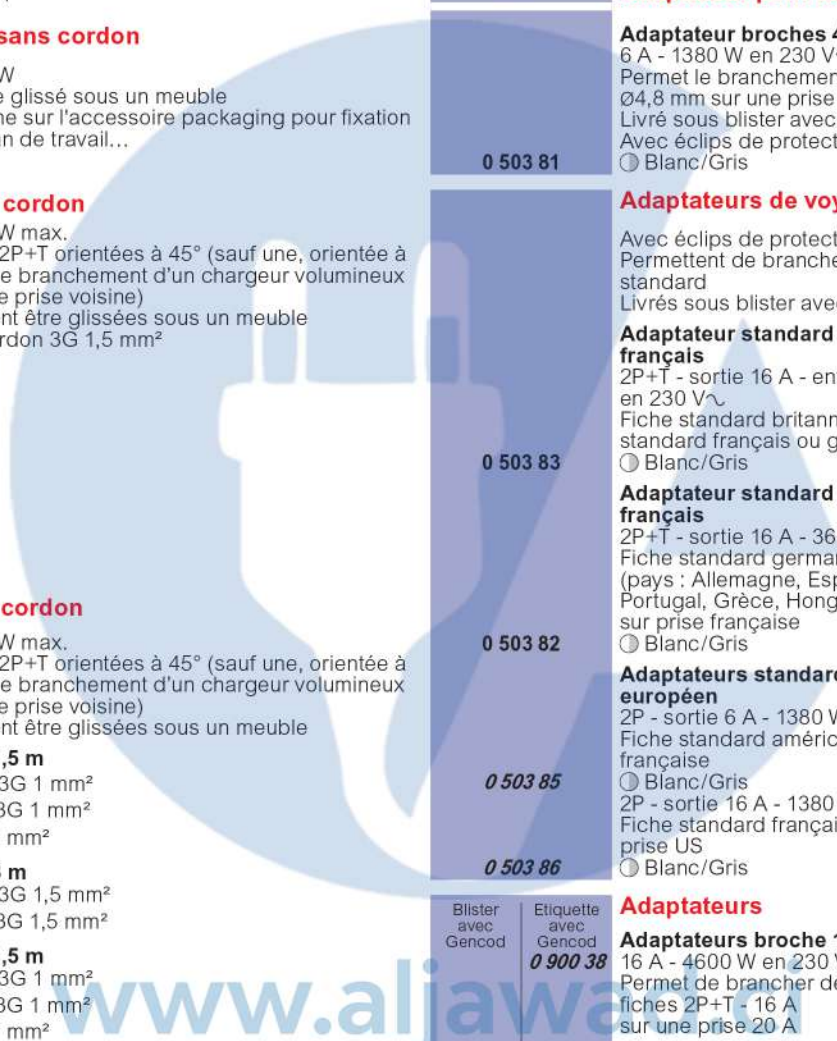 sans cordon
W
e glissé sous un meuble
ne sur l'accessoire packaging pour fixation
n de travail...
cordon
W max.
2P+T orientées à 45° (sauf une, orientée à
e branchement d'un chargeur volumineux
e prise voisine)
nt être glissées sous un meuble
rdon 3G 1,5 mm²
cordon
W max.
2P+T orientées à 45° (sauf une, orientée à
e branchement d'un chargeur volumineux
e prise voisine)
nt être glissées sous un meuble
,5 m
3G 1 mm²
3G 1 mm²
mm²
m
3G 1,5 mm²
3G 1,5 mm²
,5 m
3G 1 mm²
3G 1 mm²
mm²
Adaptateur broches 4
6 A - 1380 W en 230 V~
Permet le branchemen
Ø4,8 mm sur une prise
Livré sous blister avec
Avec éclips de protect
0 503 81 Blanc/Gris
Adaptateurs de voy
Avec éclips de protect
Permettent de branche
standard
Livrés sous blister avec
Adaptateur standard
français
2P+T - sortie 16 A - en
en 230 V~
Fiche standard britann
standard français ou g
0 503 83 Blanc/Gris
Adaptateur standard
français
2P+T - sortie 16 A - 36
Fiche standard germa
(pays : Allemagne, Esp
Portugal, Grèce, Hong
sur prise française
0 503 82 Blanc/Gris
Adaptateurs standard
européen
2P - sortie 6 A - 1380 W
Fiche standard améric
française
0 503 85 Blanc/Gris
2P - sortie 16 A - 1380
Fiche standard françai
prise US
0 503 86 Blanc/Gris
Blister avec Gencod
Etiquette avec Gencod
Adaptateurs
Adaptateurs broche 1
0 900 38 16 A - 4600 W en 230 V
Permet de brancher de
fiches 2P+T - 16 A
sur une prise 20 A
www.aljawad.ci